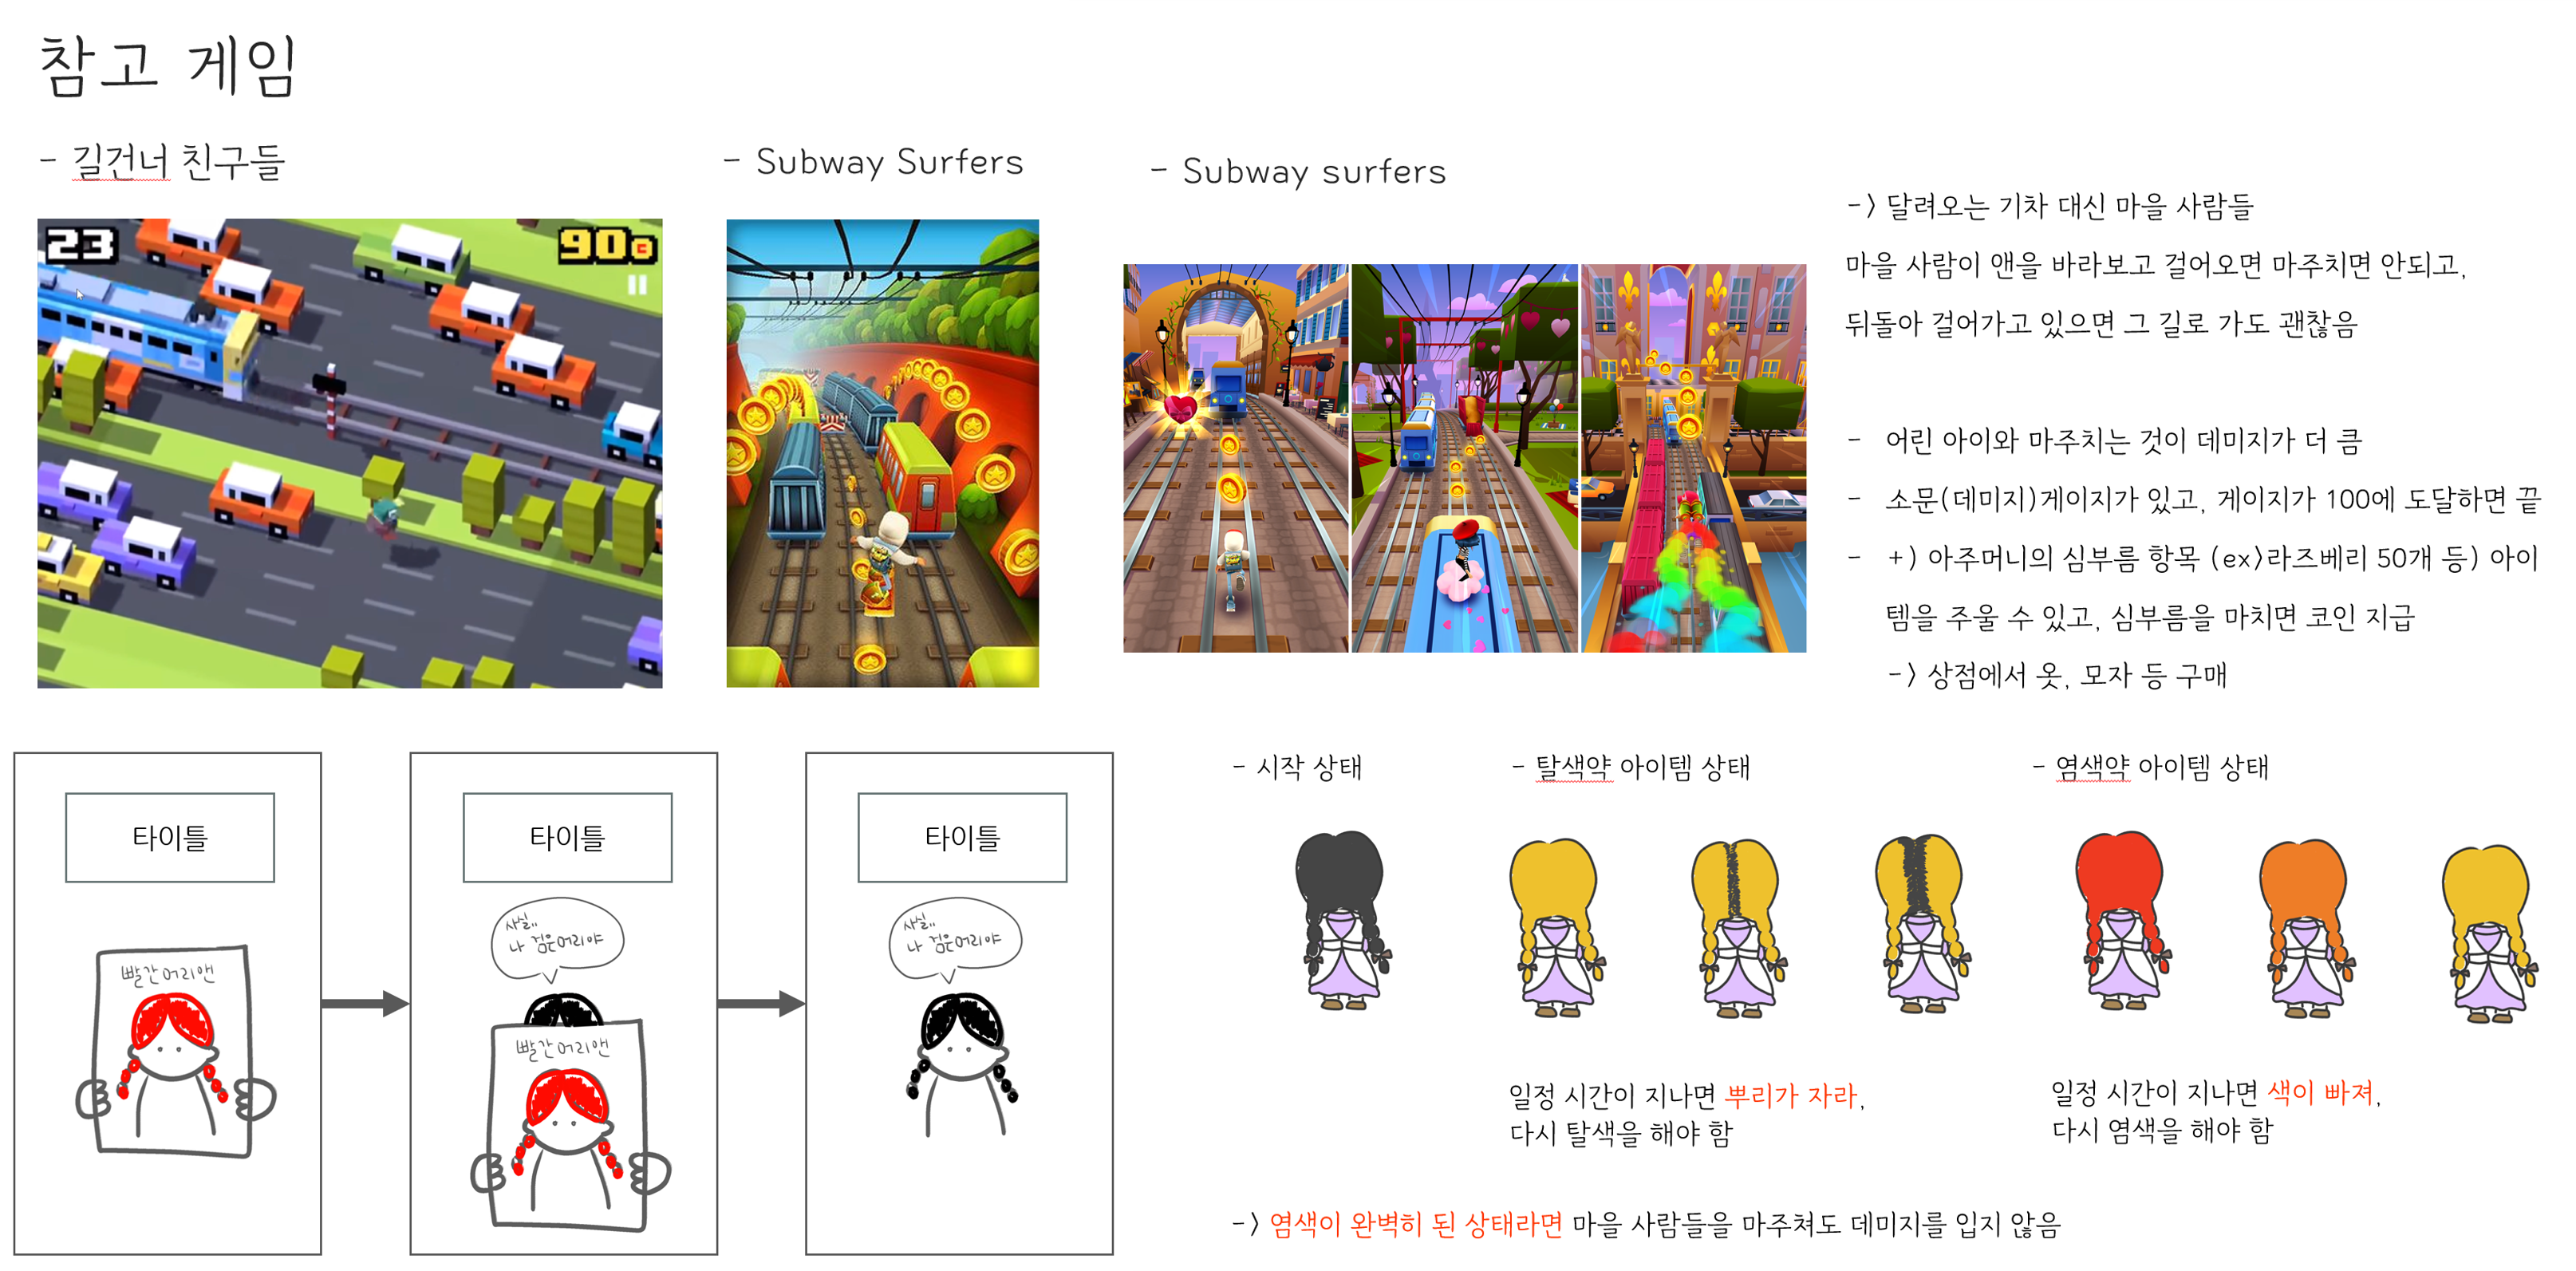 참고 게임
- 길건너 친구들
- Subway Surfers
- Subway surfers
23
90
-> 달려오는 기차 대신 마을 사람들
마을 사람이 앤을 바라보고 걸어오면 마주치면 안되고,
뒤돌아 걸어가고 있으면 그 길로 가도 괜찮음
- 어린 아이와 마주치는 것이 데미지가 더 큼
- 소문(데미지)게이지가 있고, 게이지가 100에 도달하면 끝
- +) 아주머니의 심부름 항목 (ex>라즈베리 50개 등) 아이
템을 주울 수 있고, 심부름을 마치면 코인 지급
-> 상점에서 옷, 모자 등 구매
타이틀
빨간머리앤
타이틀
사실..
나 검은머리야
빨간머리앤
타이틀
사실..
나 검은머리야
- 시작 상태
- 탈색약 아이템 상태
- 염색약 아이템 상태
일정 시간이 지나면 뿌리가 자라,
다시 탈색을 해야 함
일정 시간이 지나면 색이 빠져,
다시 염색을 해야 함
-> 염색이 완벽히 된 상태라면 마을 사람들을 마주쳐도 데미지를 입지 않음